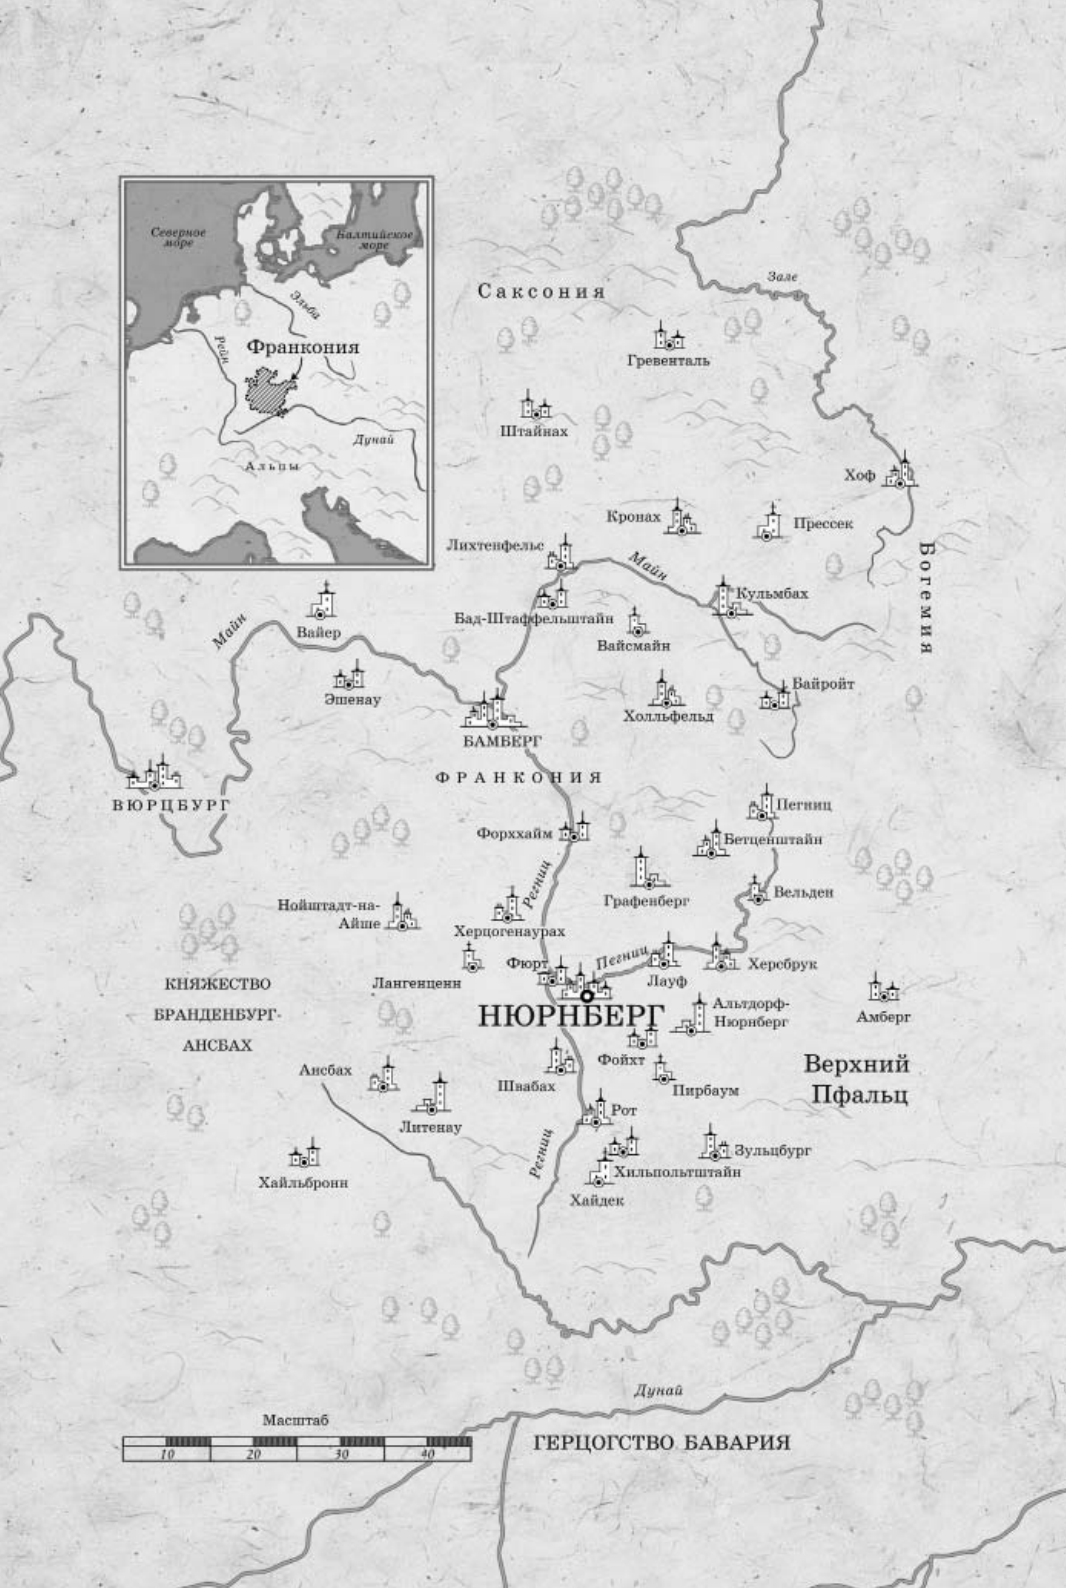 Северное
море
Балтийское
море
Эльба
Рейн
Франкония
Дунай
Альпы
Саксония
Зале
Гревенталь
Штайнах
Хоф
Кронах
Прессек
Лихтенфельс
Майн
Богемия
Кульмбах
Бад-Штаффельштайн
Вайсмайн
Майн
Вайер
Эшенау
Байройт
Холльфельд
БАМБЕРГ
ФРАНКОНИЯ
ВЮРЦБУРГ
Пегниц
Форххайм
Бетценштайн
Регниц
Вельден
Графенберг
Нойштадт-на-
Айше
Херцогенаурах
Пегниц
Фюрт
Херсбрук
Лауф
Лангенценн
КНЯЖЕСТВО
БРАНДЕНБУРГ-
АНСБАХ
НЮРНБЕРГ
Альтдорф-
Нюрнберг
Амберг
Фойхт
Верхний
Пфальц
Ансбах
Швабах
Пирбаум
Рот
Литенау
Регниц
Зульцбург
Хильпольтштайн
Хайльбронн
Хайдек
Дунай
Масштаб
10 20 30 40
ГЕРЦОГСТВО БАВАРИЯ